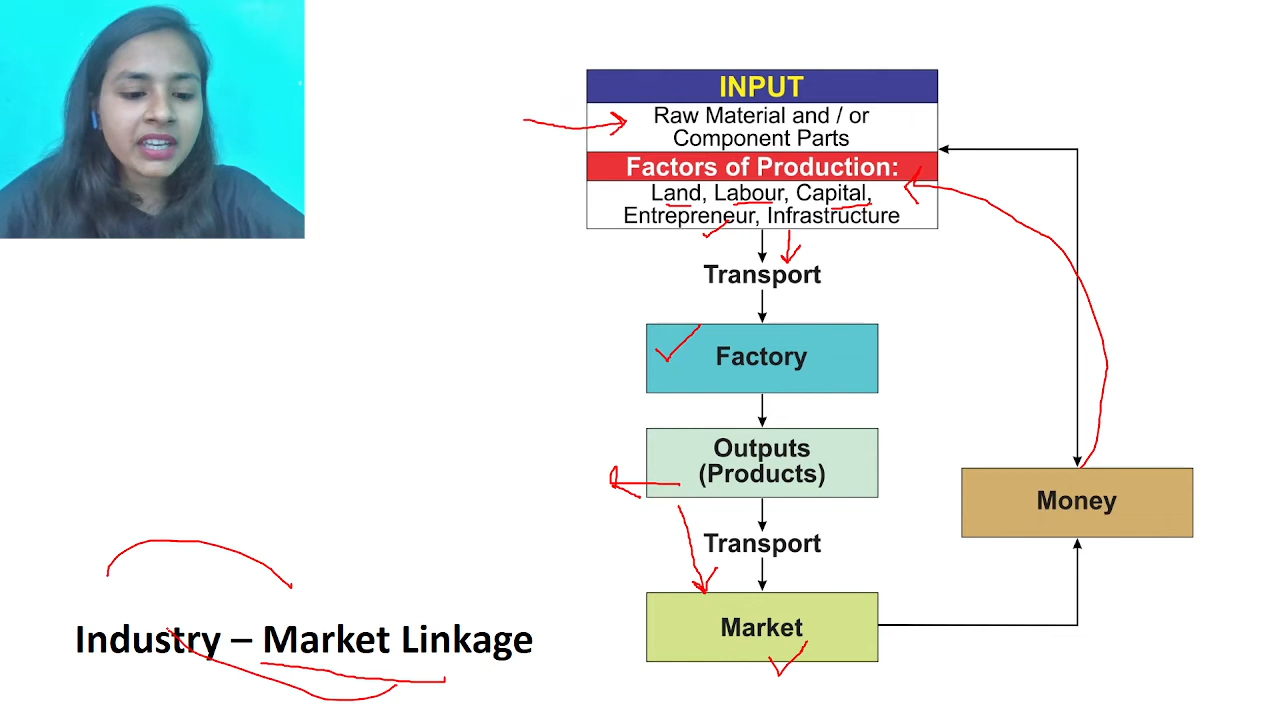 INPUT
Raw Material and / or
Component Parts
Factors of Production:
Land, Labour, Capital,
Entrepreneur, Infrastructure
Transport
Factory
Outputs
(Products)
Transport
Market
Money
Industry – Market Linkage